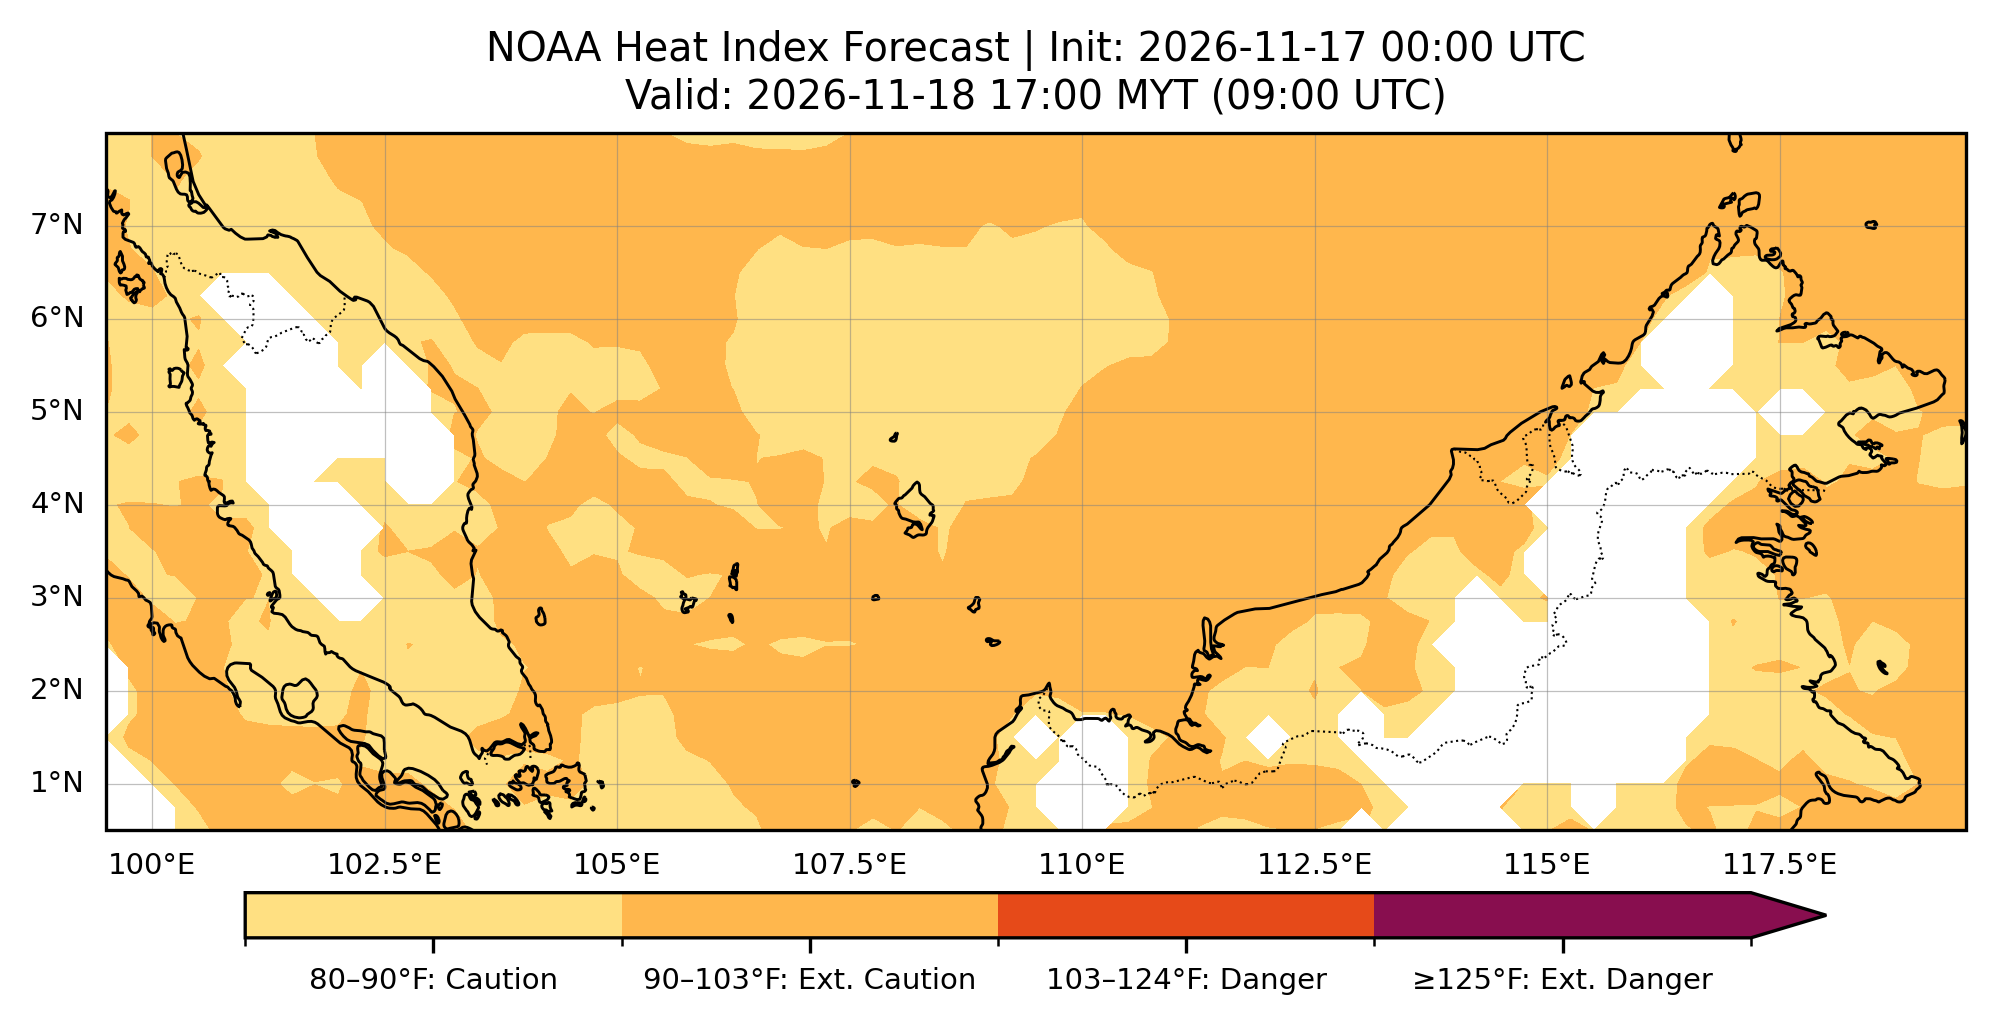 NOAA Heat Index Forecast | Init: 2026-11-17 00:00 UTC
Valid: 2026-11-18 17:00 MYT (09:00 UTC)
7°N
6°N
5°N
4°N
3°N
2°N
1°N
100°E 102.5°E 105°E 107.5°E 110°E 112.5°E 115°E 117.5°E
80–90°F: Caution 90–103°F: Ext. Caution 103–124°F: Danger ≥125°F: Ext. Danger